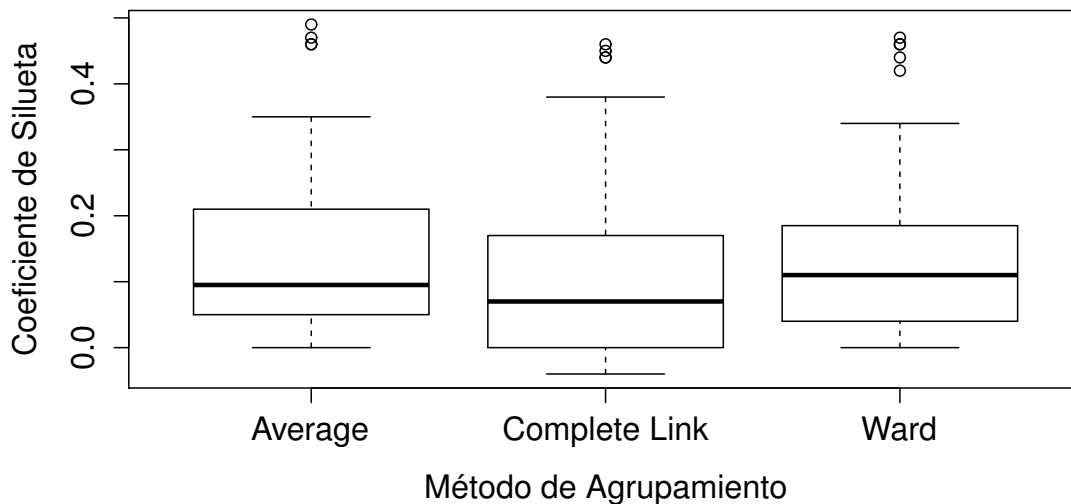 Coeficiente de Silueta
0.4
0.2
0.0
Average
Complete Link
Ward
Método de Agrupamiento